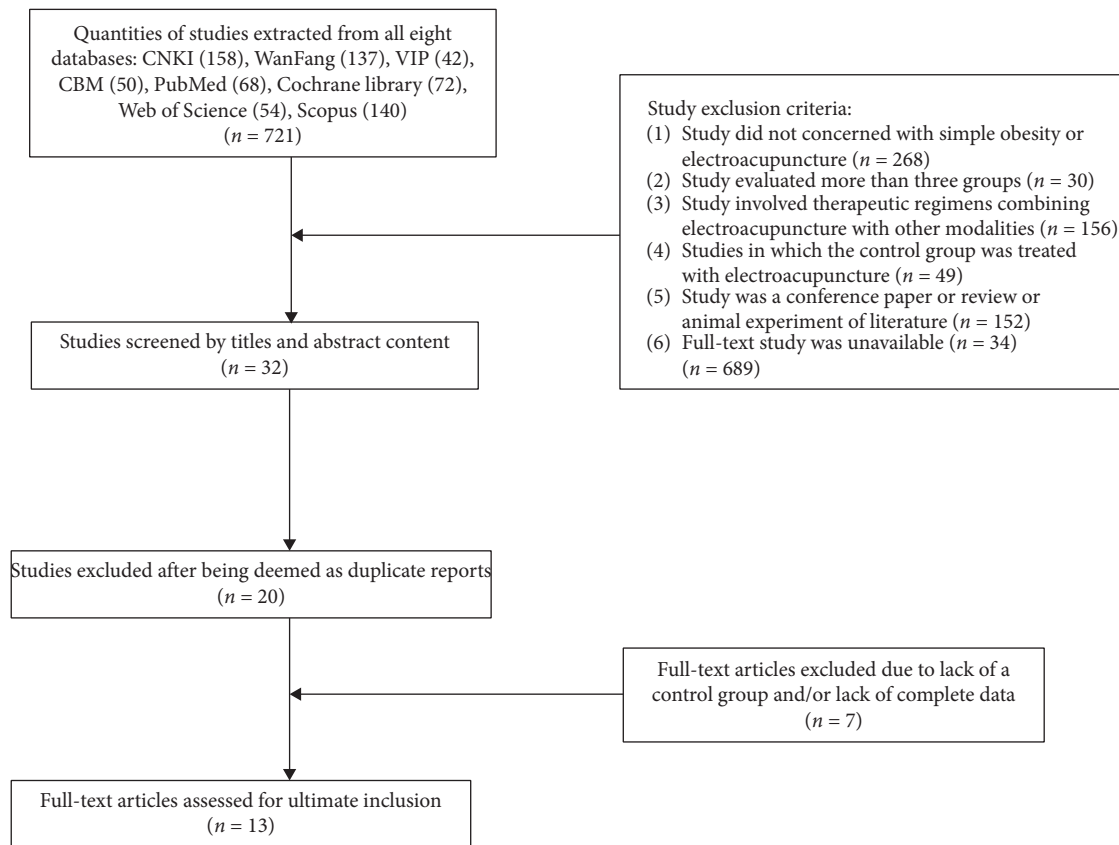 Quantities of studies extracted from all eight
databases: CNKI (158), WanFang (137), VIP (42),
CBM (50), PubMed (68), Cochrane library (72),
Web of Science (54), Scopus (140)
(n = 721)
Study exclusion criteria:
(1) Study did not concerned with simple obesity or
electroacupuncture (n = 268)
(2) Study evaluated more than three groups (n = 30)
(3) Study involved therapeutic regimens combining
electroacupuncture with other modalities (n = 156)
(4) Studies in which the control group was treated
with electroacupuncture (n = 49)
(5) Study was a conference paper or review or
animal experiment of literature (n = 152)
(6) Full-text study was unavailable (n = 34)
(n = 689)
Studies screened by titles and abstract content
(n = 32)
Studies excluded after being deemed as duplicate reports
(n = 20)
Full-text articles excluded due to lack of a
control group and/or lack of complete data
(n = 7)
Full-text articles assessed for ultimate inclusion
(n = 13)